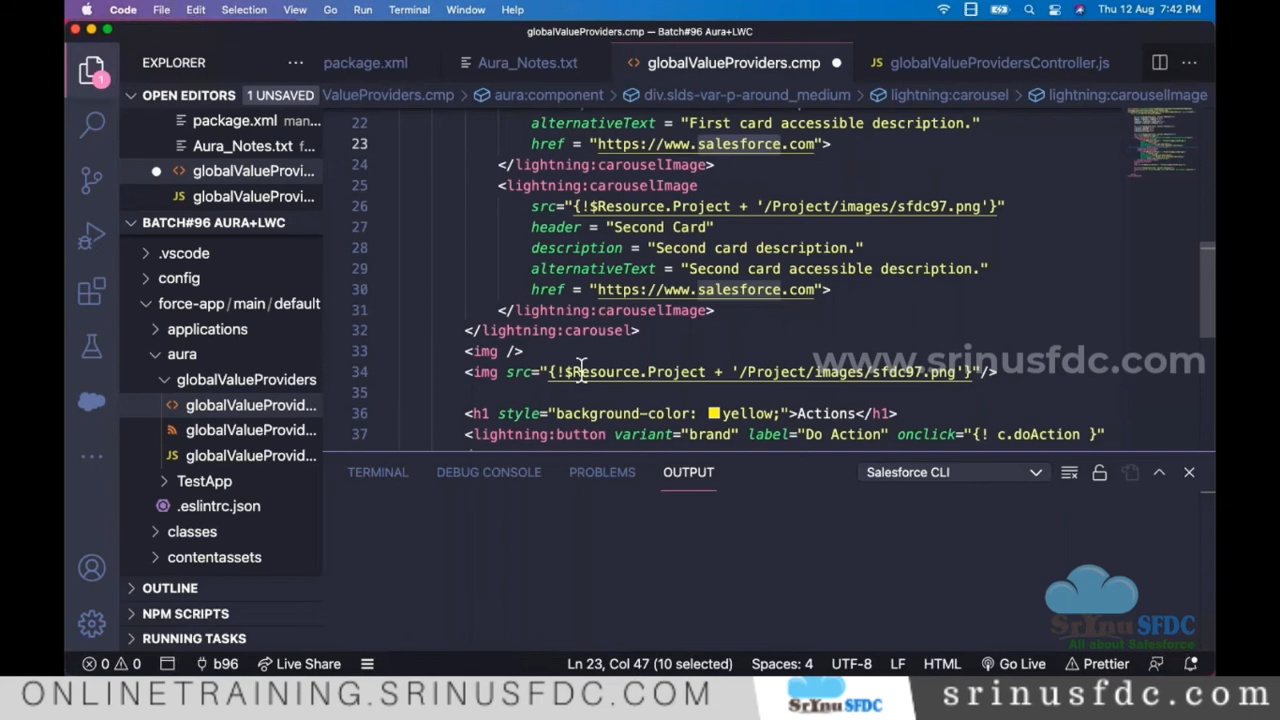 Code File Edit Selection View Go Run Terminal Window Help Thu 12 Aug 7:42 PM
globalValueProviders.cmp — Batch#96 Aura+LWC
EXPLORER
package.xml
Aura_Notes.txt
globalValueProviders.cmp
globalValueProvidersController.js
OPEN EDITORS 1 UNSAVED
ValueProviders.cmp > aura:component > div.slds-var-p-around_medium > lightning:carousel > lightning:carouselImage
package.xml man...
Aura_Notes.txt f...
globalValueProvi...
globalValueProvi...
BATCH#96 AURA+LWC
.vscode
config
force-app/main/default
applications
aura
globalValueProviders
globalValueProvid...
globalValueProvid...
globalValueProvid...
TestApp
.eslintrc.json
classes
contentassets
OUTLINE
NPM SCRIPTS
RUNNING TASKS
1
22 alternativeText = "First card accessible description."
23 href = "https://www.salesforce.com">
24 </lightning:carouselImage>
25 <lightning:carouselImage
26 src="{!$Resource.Project + '/Project/images/sfdc97.png'}"
27 header = "Second Card"
28 description = "Second card description."
29 alternativeText = "Second card accessible description."
30 href = "https://www.salesforce.com">
31 </lightning:carouselImage>
32 </lightning:carousel>
33 <img />
34 <img src="{!$Resource.Project + '/Project/images/sfdc97.png'}"/>
35
36 <h1 style="background-color: yellow;">Actions</h1>
37 <lightning:button variant="brand" label="Do Action" onclick="{! c.doAction }"
www.srinusfdc.com
TERMINAL DEBUG CONSOLE PROBLEMS OUTPUT Salesforce CLI
SrInu SFDC
All about Salesforce
0 0 b96 Live Share Ln 23, Col 47 (10 selected) Spaces: 4 UTF-8 LF HTML Go Live Prettier
ONLINETRAINING.SRINUSFDC.COM
SrInu SFDC
srinusfdc.com